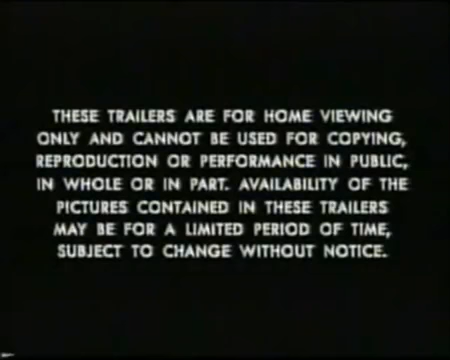 THESE TRAILERS ARE FOR HOME VIEWING
ONLY AND CANNOT BE USED FOR COPYING,
REPRODUCTION OR PERFORMANCE IN PUBLIC,
IN WHOLE OR IN PART. AVAILABILITY OF THE
PICTURES CONTAINED IN THESE TRAILERS
MAY BE FOR A LIMITED PERIOD OF TIME,
SUBJECT TO CHANGE WITHOUT NOTICE.